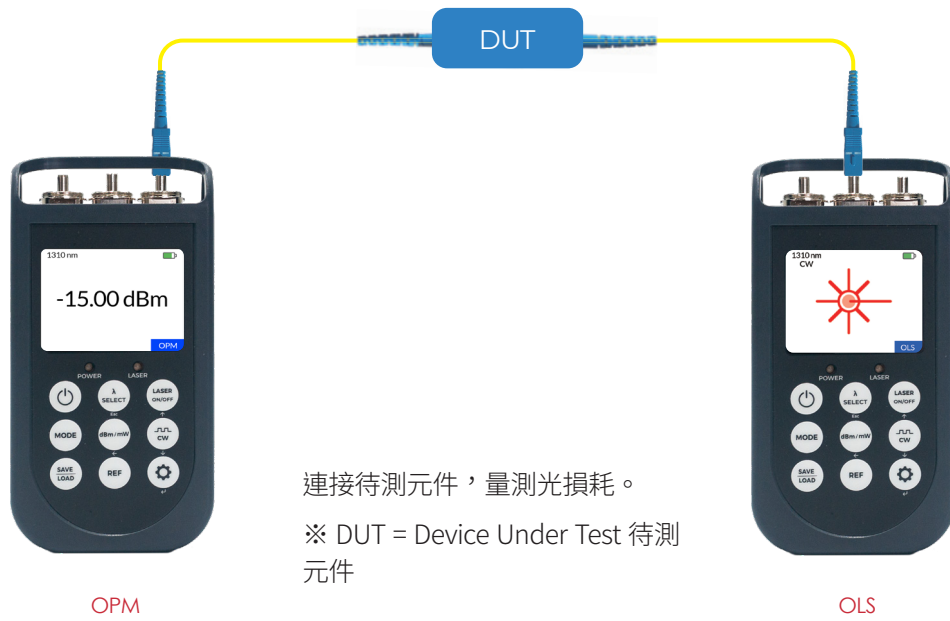 DUT
1310 nm
-15.00 dBm
OPM
POWER LASER
λ SELECT
LASER ON/OFF
Esc
MODE
dBm/mW
CW
SAVE LOAD
REF
1310 nm
CW
OLS
POWER LASER
λ SELECT
LASER ON/OFF
Esc
MODE
dBm/mW
CW
SAVE LOAD
REF
連接待測元件，量測光損耗。
※ DUT = Device Under Test 待測
元件
OPM
OLS